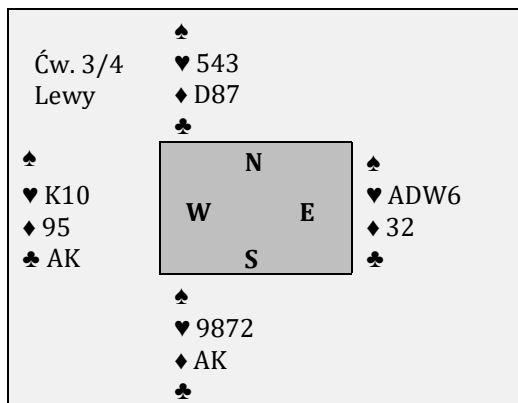 Ćw. 3/4
Lewy
♠
♥ 543
♦ D87
♣
♠
♥ K10
♦ 95
♣ AK
N
W E
S
♠
♥ ADW6
♦ 32
♣
♠
♥ 9872
♦ AK
♣